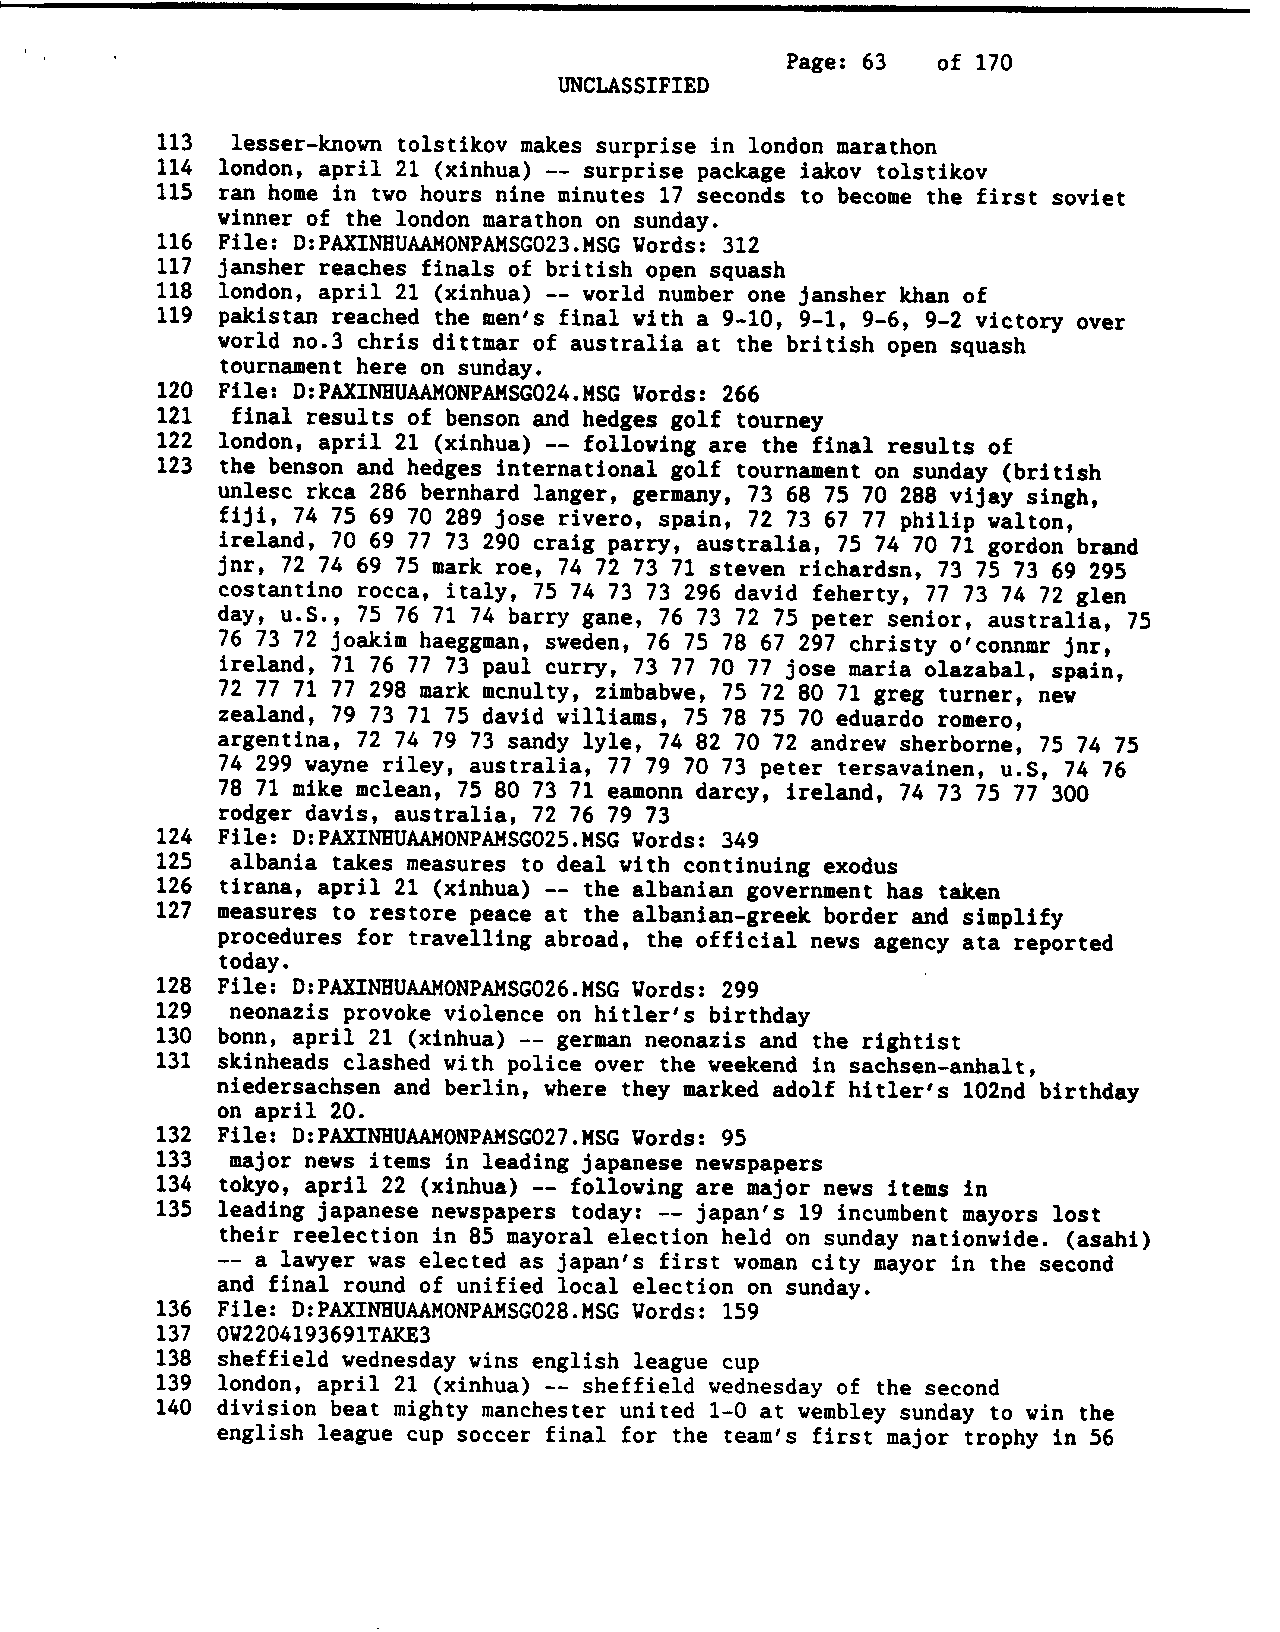 Page: 63 of 170
UNCLASSIFIED
113 lesser-known tolstikov makes surprise in london marathon
114 london, april 21 (xinhua) -- surprise package iakov tolstikov
115 ran home in two hours nine minutes 17 seconds to become the first soviet
winner of the london marathon on sunday.
116 File: D:PAXINHUAAMONPAMSG023.MSG Words: 312
117 jansher reaches finals of british open squash
118 london, april 21 (xinhua) -- world number one jansher khan of
119 pakistan reached the men's final with a 9-10, 9-1, 9-6, 9-2 victory over
world no.3 chris dittmar of australia at the british open squash
tournament here on sunday.
120 File: D:PAXINHUAAMONPAMSG024.MSG Words: 266
121 final results of benson and hedges golf tourney
122 london, april 21 (xinhua) -- following are the final results of
123 the benson and hedges international golf tournament on sunday (british
unlesc rkca 286 bernhard langer, germany, 73 68 75 70 288 vijay singh,
fiji, 74 75 69 70 289 jose rivero, spain, 72 73 67 77 philip walton,
ireland, 70 69 77 73 290 craig parry, australia, 75 74 70 71 gordon brand
jnr, 72 74 69 75 mark roe, 74 72 73 71 steven richardsn, 73 75 73 69 295
costantino rocca, italy, 75 74 73 73 296 david feherty, 77 73 74 72 glen
day, u.S., 75 76 71 74 barry gane, 76 73 72 75 peter senior, australia, 75
76 73 72 joakim haeggman, sweden, 76 75 78 67 297 christy o'connmr jnr,
ireland, 71 76 77 73 paul curry, 73 77 70 77 jose maria olazabal, spain,
72 77 71 77 298 mark mcnulty, zimbabwe, 75 72 80 71 greg turner, new
zealand, 79 73 71 75 david williams, 75 78 75 70 eduardo romero,
argentina, 72 74 79 73 sandy lyle, 74 82 70 72 andrew sherborne, 75 74 75
74 299 wayne riley, australia, 77 79 70 73 peter tersavainen, u.S, 74 76
78 71 mike mclean, 75 80 73 71 eamonn darcy, ireland, 74 73 75 77 300
rodger davis, australia, 72 76 79 73
124 File: D:PAXINHUAAMONPAMSG025.MSG Words: 349
125 albania takes measures to deal with continuing exodus
126 tirana, april 21 (xinhua) -- the albanian government has taken
127 measures to restore peace at the albanian-greek border and simplify
procedures for travelling abroad, the official news agency ata reported
today.
128 File: D:PAXINHUAAMONPAMSG026.MSG Words: 299
129 neonazis provoke violence on hitler's birthday
130 bonn, april 21 (xinhua) -- german neonazis and the rightist
131 skinheads clashed with police over the weekend in sachsen-anhalt,
niedersachsen and berlin, where they marked adolf hitler's 102nd birthday
on april 20.
132 File: D:PAXINHUAAMONPAMSG027.MSG Words: 95
133 major news items in leading japanese newspapers
134 tokyo, april 22 (xinhua) -- following are major news items in
135 leading japanese newspapers today: -- japan's 19 incumbent mayors lost
their reelection in 85 mayoral election held on sunday nationwide. (asahi)
-- a lawyer was elected as japan's first woman city mayor in the second
and final round of unified local election on sunday.
136 File: D:PAXINHUAAMONPAMSG028.MSG Words: 159
137 OW2204193691TAKE3
138 sheffield wednesday wins english league cup
139 london, april 21 (xinhua) -- sheffield wednesday of the second
140 division beat mighty manchester united 1-0 at wembley sunday to win the
english league cup soccer final for the team's first major trophy in 56